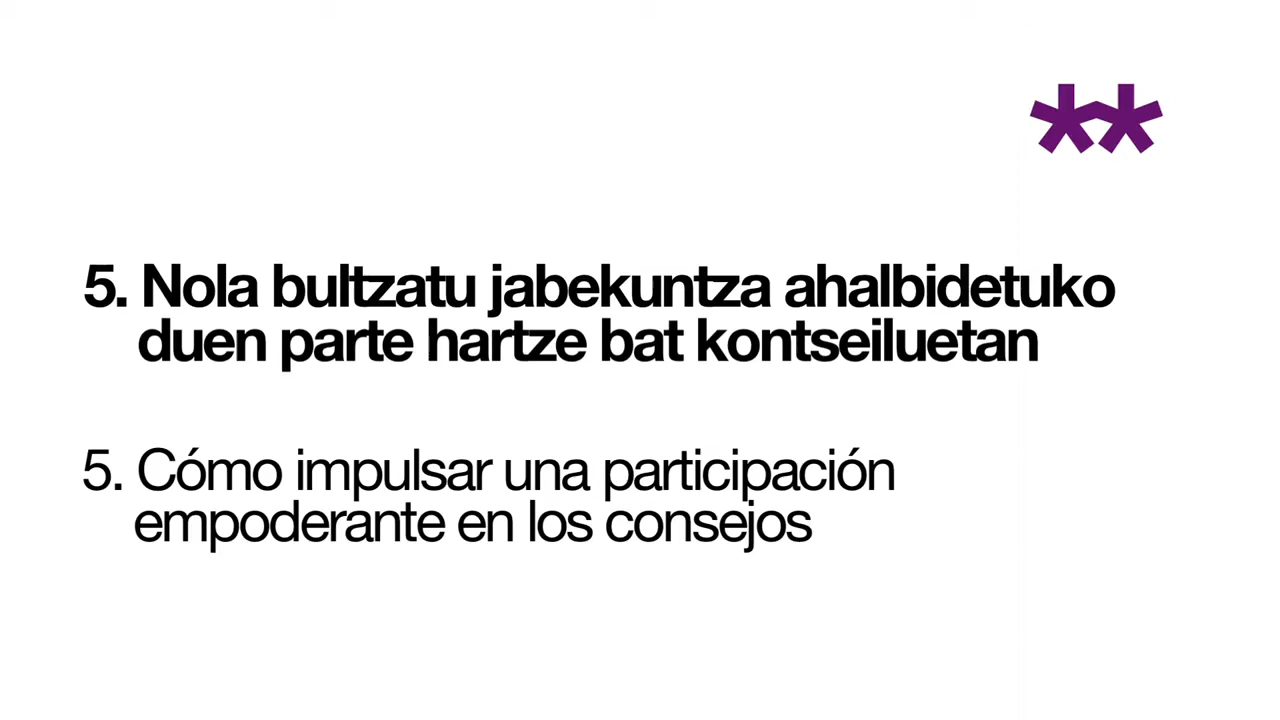 5. Nola bultzatu jabekuntza ahalbidetuko
duen parte hartze bat kontseiluetan
5. Cómo impulsar una participación
empoderante en los consejos